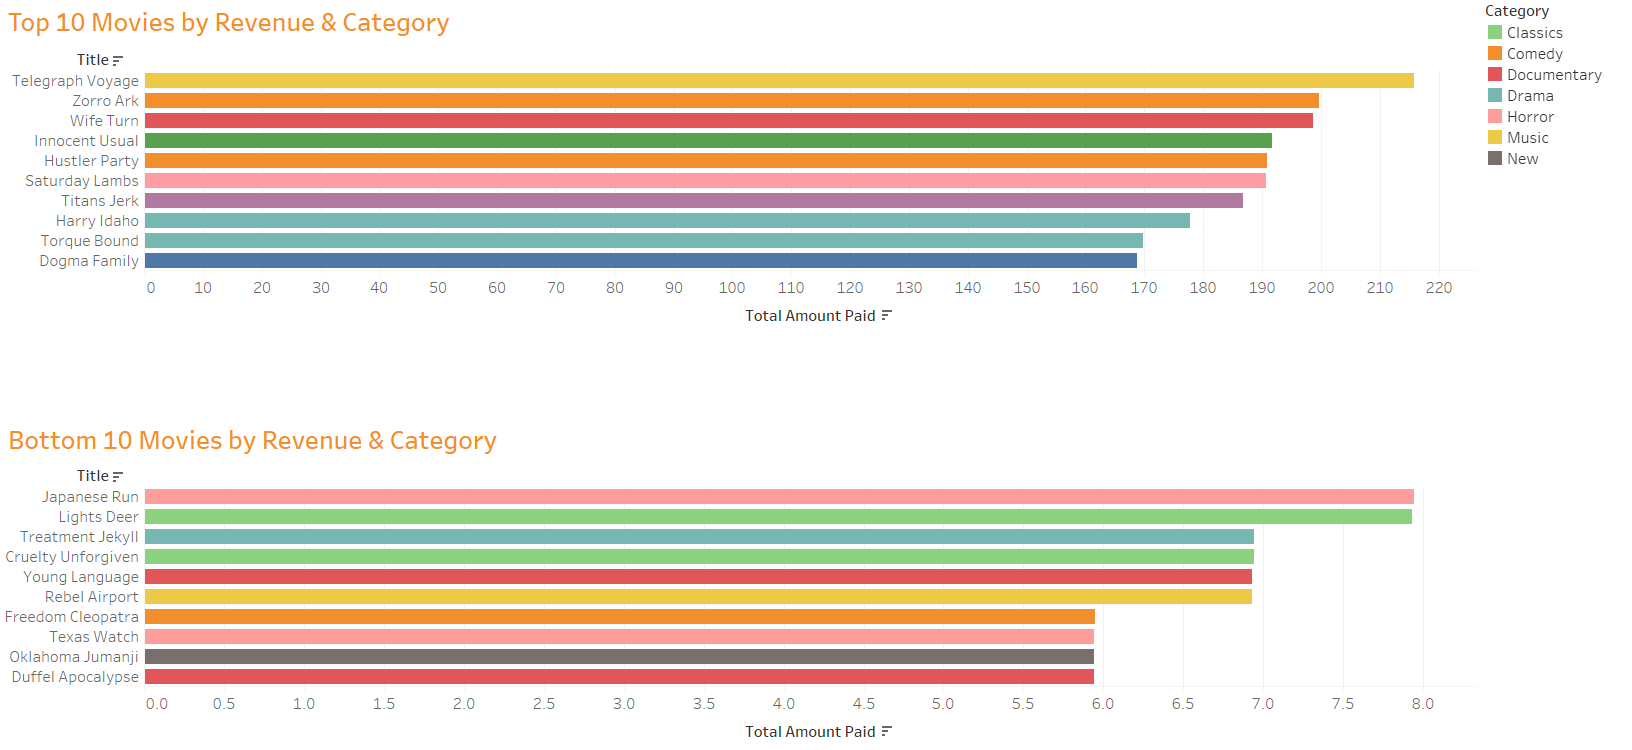 Top 10 Movies by Revenue & Category
Title
Telegraph Voyage
Zorro Ark
Wife Turn
Innocent Usual
Hustler Party
Saturday Lambs
Titans Jerk
Harry Idaho
Torque Bound
Dogma Family
0 10 20 30 40 50 60 70 80 90 100 110 120 130 140 150 160 170 180 190 200 210 220
Total Amount Paid
Category
Classics
Comedy
Documentary
Drama
Horror
Music
New
Bottom 10 Movies by Revenue & Category
Title
Japanese Run
Lights Deer
Treatment Jekyll
Cruelty Unforgiven
Young Language
Rebel Airport
Freedom Cleopatra
Texas Watch
Oklahoma Jumanji
Duffel Apocalypse
0.0 0.5 1.0 1.5 2.0 2.5 3.0 3.5 4.0 4.5 5.0 5.5 6.0 6.5 7.0 7.5 8.0
Total Amount Paid